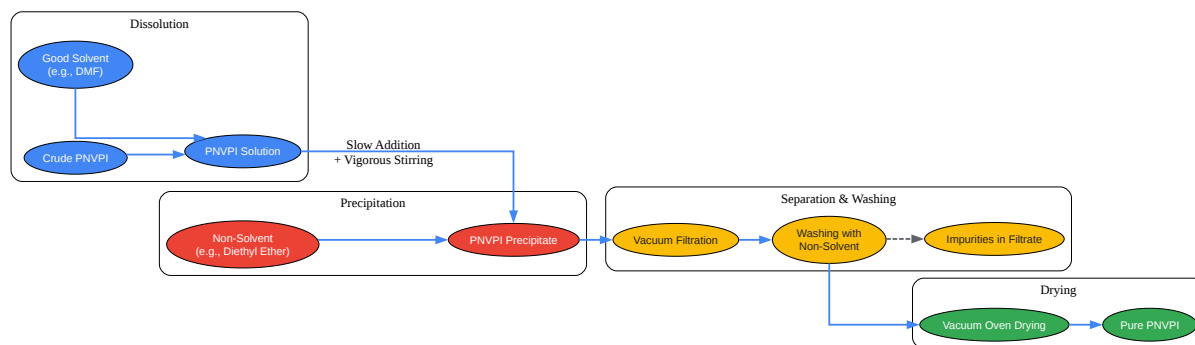 Dissolution
Good Solvent
(e.g., DMF)
Crude PNVPI
PNVPI Solution
Slow Addition
+ Vigorous Stirring
Precipitation
Non-Solvent
(e.g., Diethyl Ether)
PNVPI Precipitate
Separation & Washing
Vacuum Filtration
Washing with
Non-Solvent
Impurities in Filtrate
Drying
Vacuum Oven Drying
Pure PNVPI